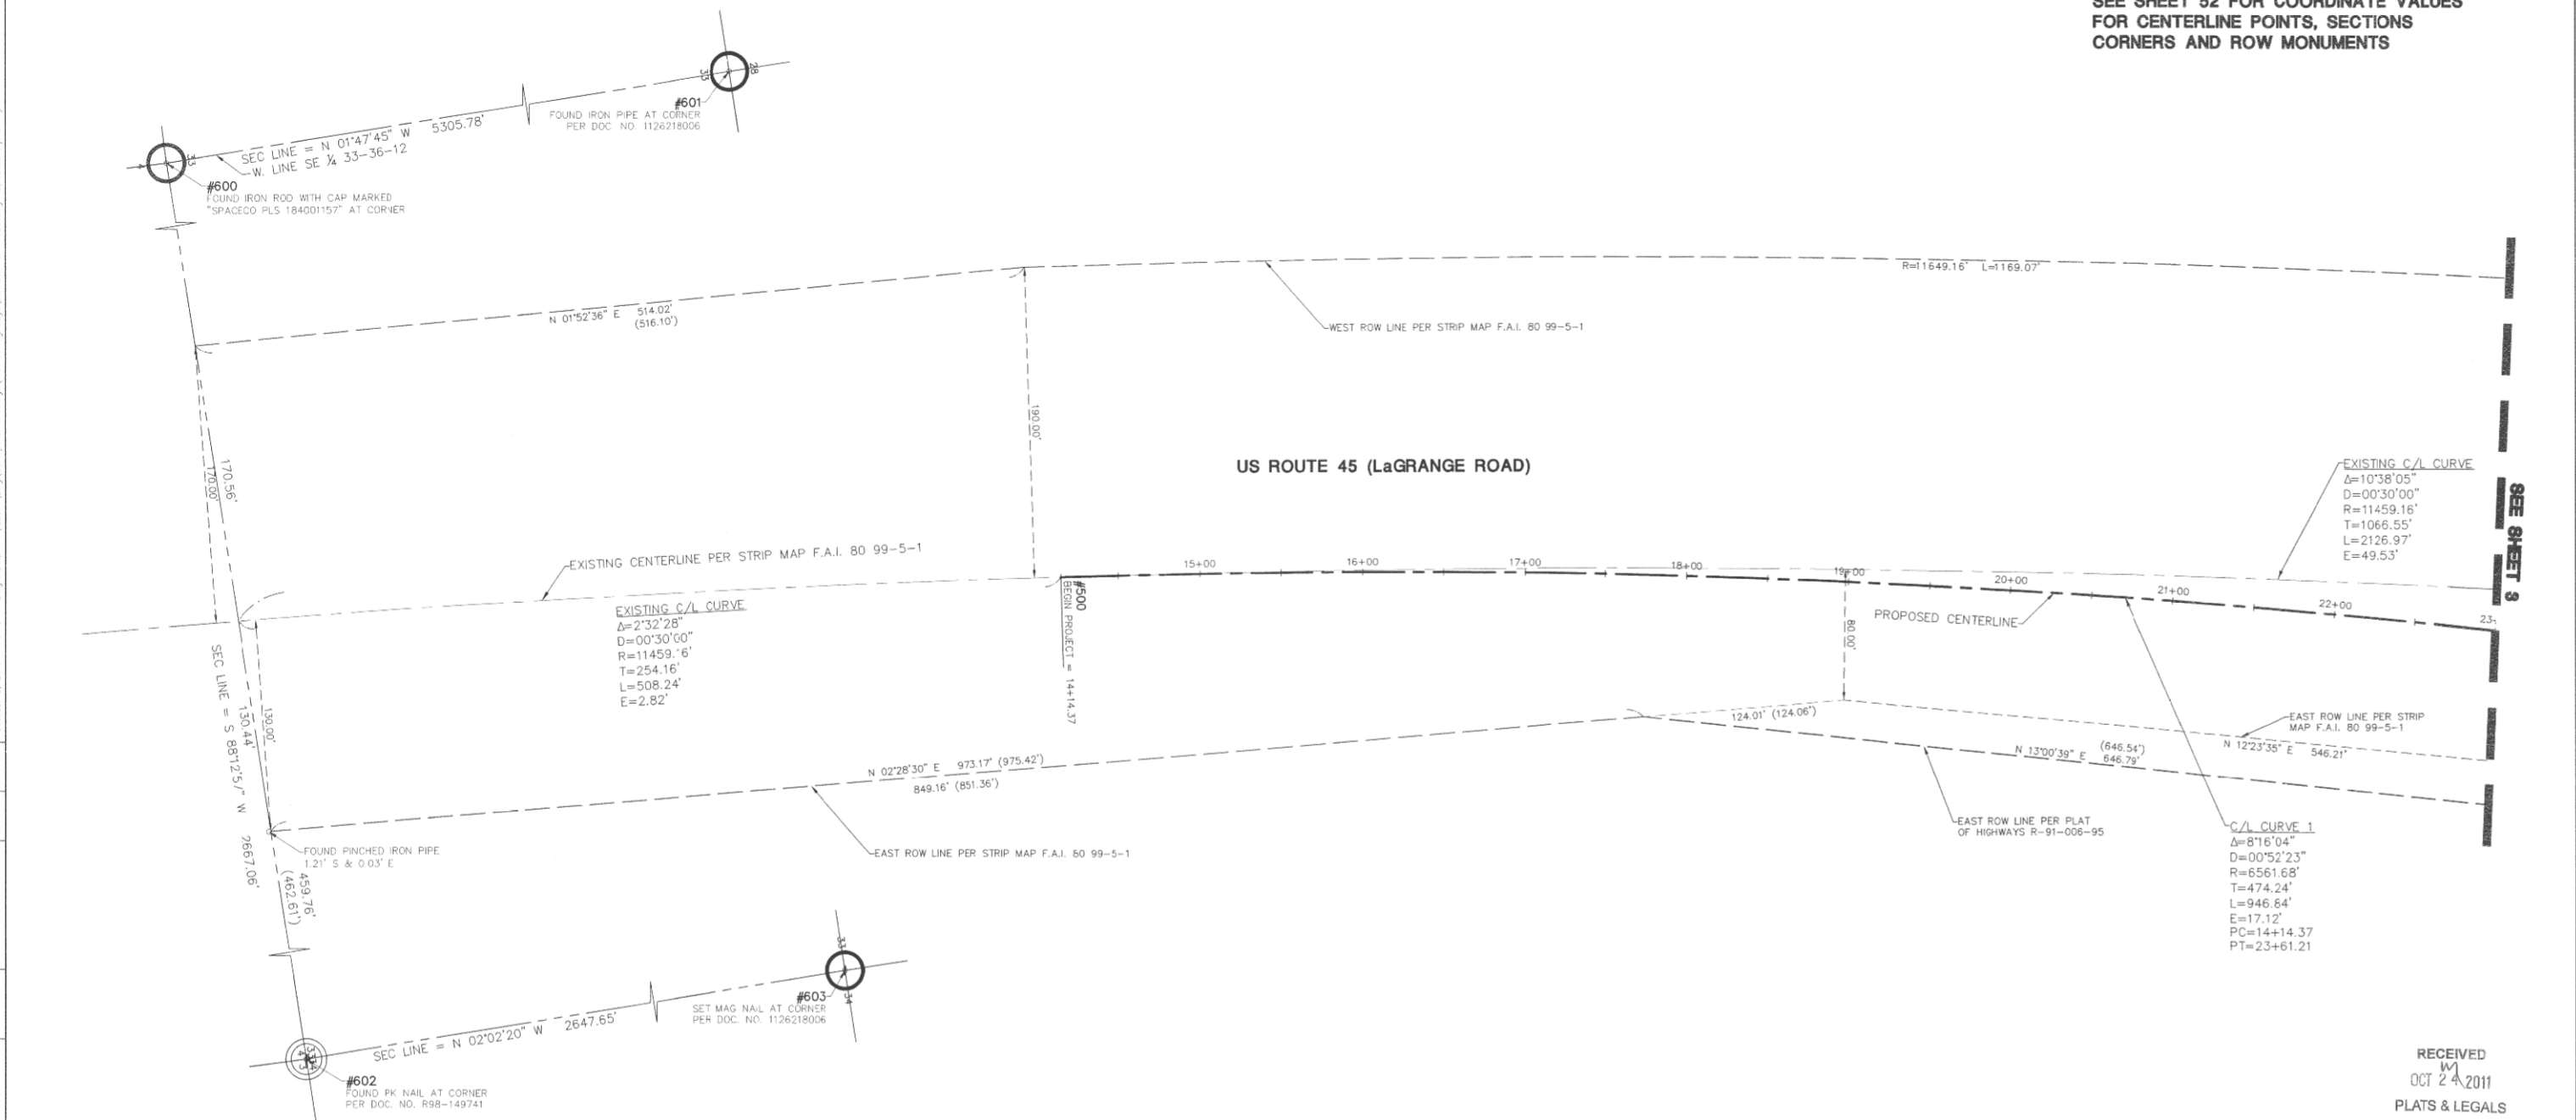 SEE SHEET 52 FOR COORDINATE VALUES
FOR CENTERLINE POINTS, SECTIONS
CORNERS AND ROW MONUMENTS
33
28
#601
FOUND IRON PIPE AT CORNER
PER DOC. NO. 1126218006
SEC LINE = N 01°47'45" W 5305.78'
W. LINE SE ¼ 33-36-12
33
4
#600
FOUND IRON ROD WITH CAP MARKED
"SPACECO PLS 184001157" AT CORNER
N 01°52'36" E 514.02'
(516.10')
R=11649.16' L=1169.07'
WEST ROW LINE PER STRIP MAP F.A.I. 80 99-5-1
190.00'
170.56'
170.00'
US ROUTE 45 (LaGRANGE ROAD)
EXISTING C/L CURVE
Δ=10°38'05"
D=00°30'00"
R=11459.16'
T=1066.55'
L=2126.97'
E=49.53'
SEE SHEET 3
EXISTING CENTERLINE PER STRIP MAP F.A.I. 80 99-5-1
EXISTING C/L CURVE
Δ=2°32'28"
D=00°30'00"
R=11459.16'
T=254.16'
L=508.24'
E=2.82'
#500
BEGIN PROJECT = 14+14.37
15+00
16+00
17+00
18+00
19+00
20+00
21+00
22+00
23
PROPOSED CENTERLINE
80.00'
SEC LINE = S 88°12'57" W 2667.06'
130.44'
130.00'
124.01' (124.06')
EAST ROW LINE PER STRIP
MAP F.A.I. 80 99-5-1
N 12°23'35" E 546.21'
N 13°00'39" E (646.54')
646.79'
N 02°28'30" E 973.17' (975.42')
849.16' (851.36')
EAST ROW LINE PER STRIP MAP F.A.I. 80 99-5-1
EAST ROW LINE PER PLAT
OF HIGHWAYS R-91-006-95
C/L CURVE 1
Δ=8°16'04"
D=00°52'23"
R=6561.68'
T=474.24'
L=946.84'
E=17.12'
PC=14+14.37
PT=23+61.21
FOUND PINCHED IRON PIPE
1.21' S & 0.03' E
459.76'
(462.61')
33
34
#603
SET MAG NAIL AT CORNER
PER DOC. NO. 1126218006
SEC LINE = N 02°02'20" W 2647.65'
#602
FOUND PK NAIL AT CORNER
PER DOC. NO. R98-149741
RECEIVED
OCT 24 2011
PLATS & LEGALS